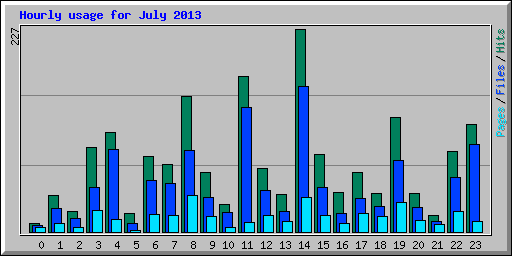 Hourly usage for July 2013
227
Pages / Files / Hits
0 1 2 3 4 5 6 7 8 9 10 11 12 13 14 15 16 17 18 19 20 21 22 23